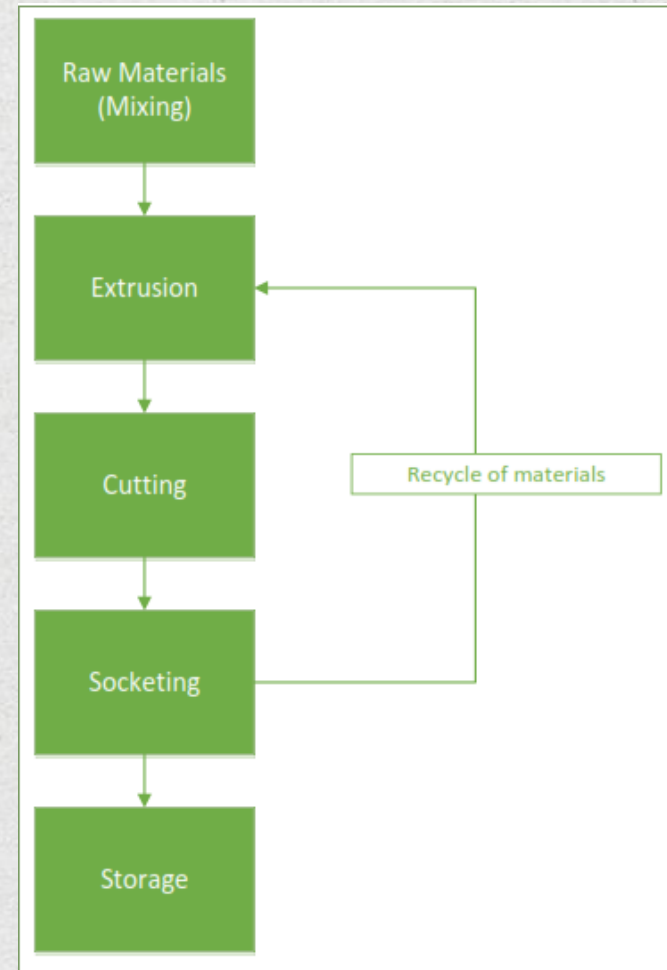 Raw Materials
(Mixing)
Extrusion
Cutting
Recycle of materials
Socketing
Storage